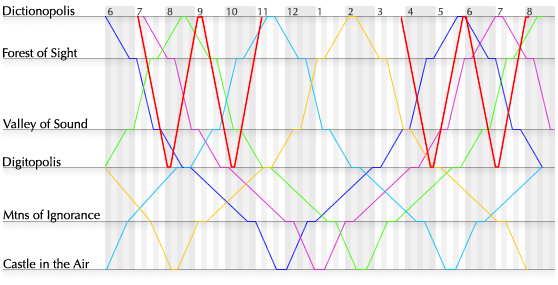 Dictionopolis 6 7 8 9 10 11 12 1 2 3 4 5 6 7 8
Forest of Sight
Valley of Sound
Digitopolis
Mtns of Ignorance
Castle in the Air